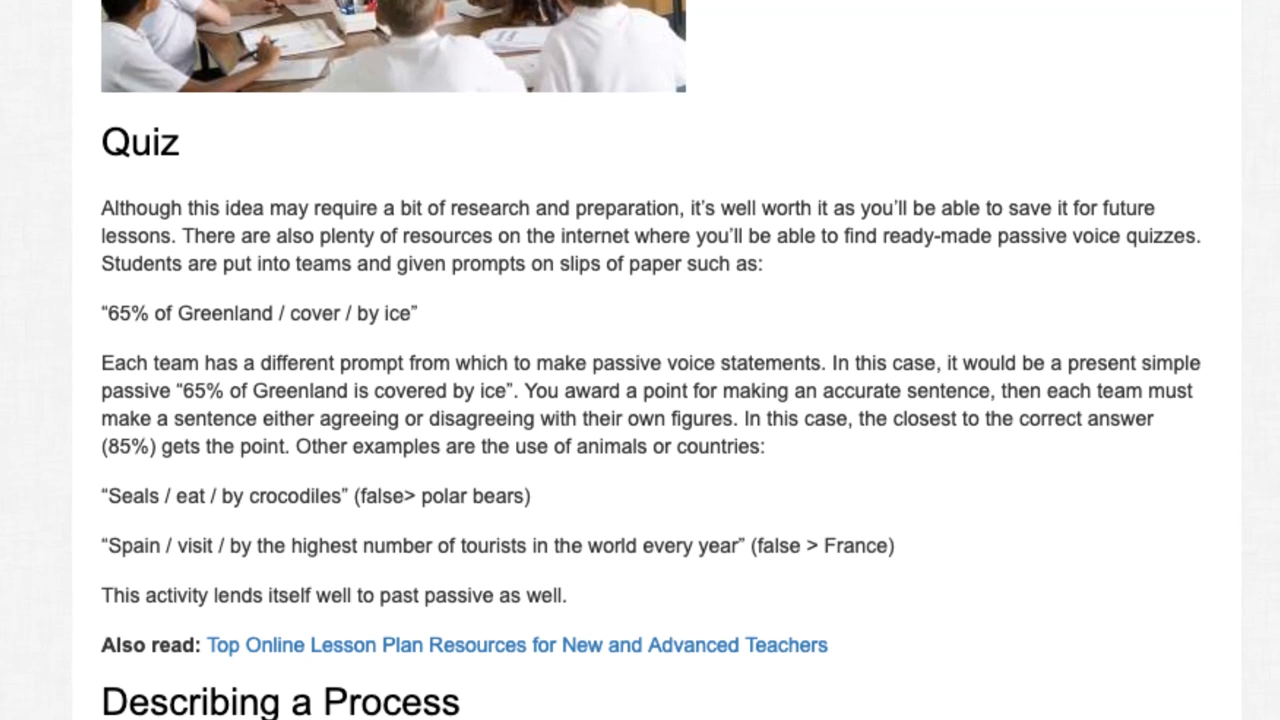 Quiz
Although this idea may require a bit of research and preparation, it’s well worth it as you’ll be able to save it for future
lessons. There are also plenty of resources on the internet where you’ll be able to find ready-made passive voice quizzes.
Students are put into teams and given prompts on slips of paper such as:
“65% of Greenland / cover / by ice”
Each team has a different prompt from which to make passive voice statements. In this case, it would be a present simple
passive “65% of Greenland is covered by ice”. You award a point for making an accurate sentence, then each team must
make a sentence either agreeing or disagreeing with their own figures. In this case, the closest to the correct answer
(85%) gets the point. Other examples are the use of animals or countries:
“Seals / eat / by crocodiles” (false> polar bears)
“Spain / visit / by the highest number of tourists in the world every year” (false > France)
This activity lends itself well to past passive as well.
Also read: Top Online Lesson Plan Resources for New and Advanced Teachers
Describing a Process